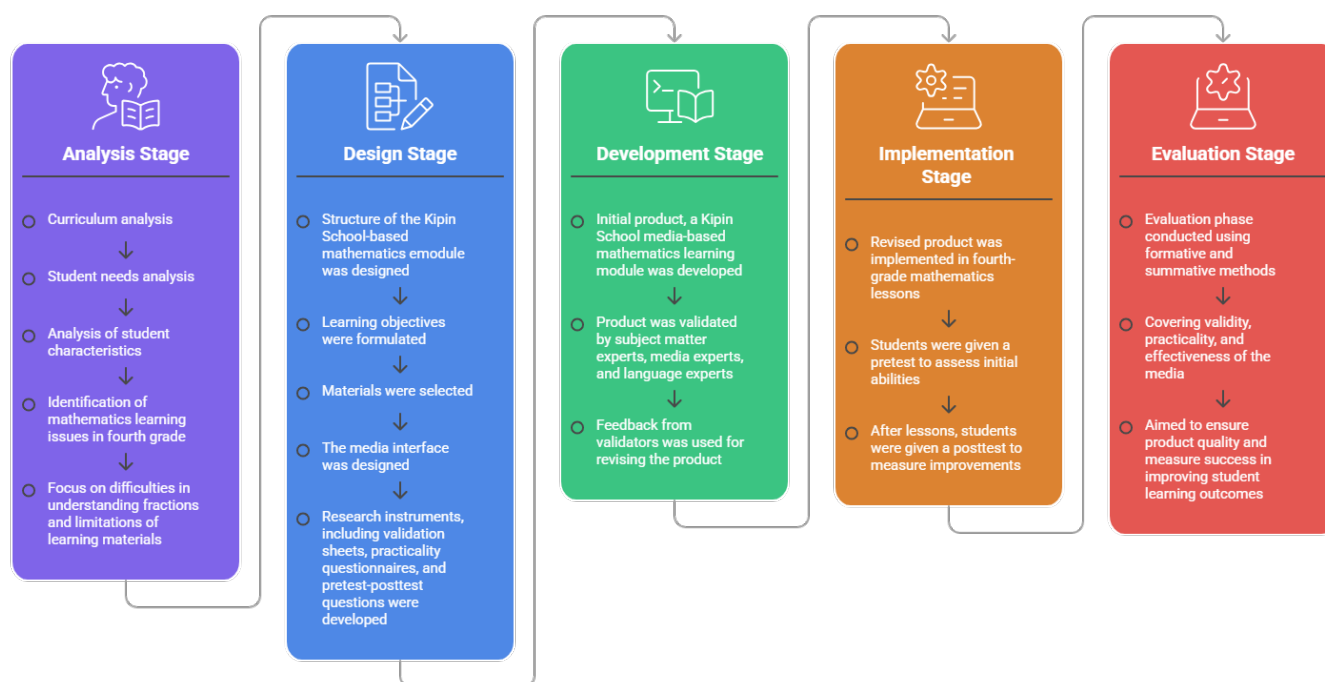 Analysis Stage
Curriculum analysis
Student needs analysis
Analysis of student
characteristics
Identification of
mathematics learning
issues in fourth grade
Focus on difficulties in
understanding fractions
and limitations of
learning materials
Design Stage
Structure of the Kipin
School-based
mathematics emodule
was designed
Learning objectives
were formulated
Materials were selected
The media interface
was designed
Research instruments,
including validation
sheets, practicality
questionnaires, and
pretest-posttest
questions were
developed
Development Stage
Initial product, a Kipin
School media-based
mathematics learning
module was developed
Product was validated
by subject matter
experts, media experts,
and language experts
Feedback from
validators was used for
revising the product
Implementation
Stage
Revised product was
implemented in fourth-
grade mathematics
lessons
Students were given a
pretest to assess initial
abilities
After lessons, students
were given a posttest to
measure improvements
Evaluation Stage
Evaluation phase
conducted using
formative and
summative methods
Covering validity,
practicality, and
effectiveness of the
media
Aimed to ensure
product quality and
measure success in
improving student
learning outcomes